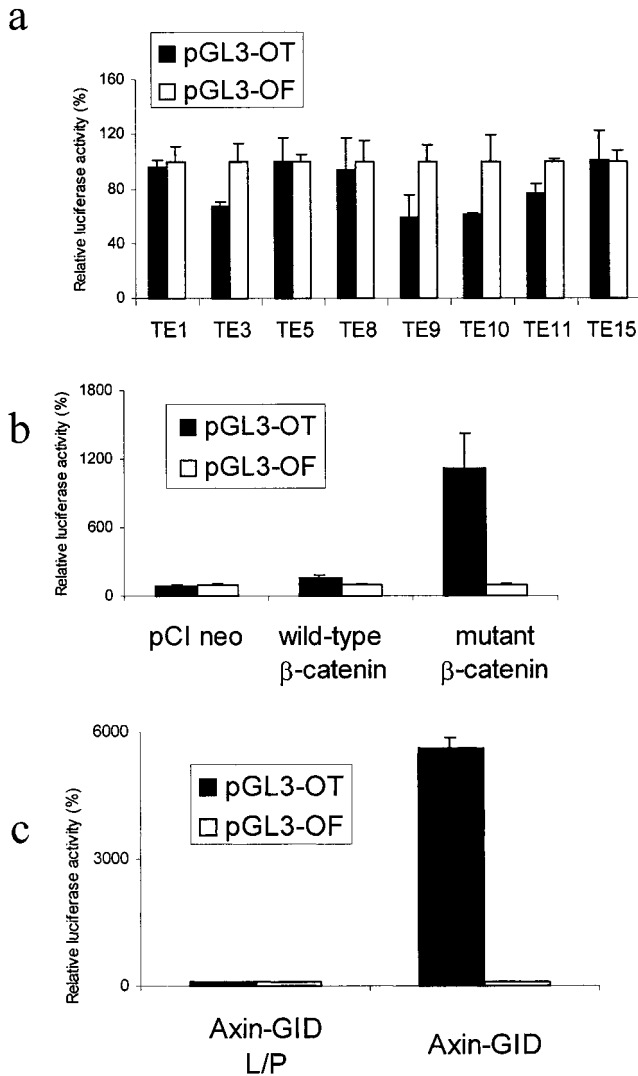 a
pGL3-OT
pGL3-OF
Relative luciferase activity (%)
160
120
80
40
0
TE1 TE3 TE5 TE8 TE9 TE10 TE11 TE15
b
pGL3-OT
pGL3-OF
Relative luciferase activity (%)
1800
1200
600
0
pCI neo wild-type mutant
β-catenin β-catenin
c
pGL3-OT
pGL3-OF
Relative luciferase activity (%)
6000
3000
0
Axin-GID Axin-GID
L/P